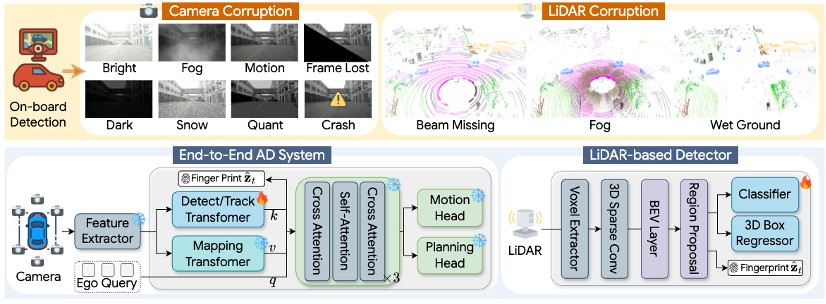 Camera Corruption
LiDAR Corruption
On-board
Detection
Bright
Fog
Motion
Frame Lost
Dark
Snow
Quant
Crash
Beam Missing
Fog
Wet Ground
End-to-End AD System
LiDAR-based Detector
Camera
Feature
Extractor
Finger Print ẑₜ
Detect/Track
Transfomer
k
Mapping
Transfomer
v
Ego Query
q
Cross Attention
Self-Attention
Cross Attention
×3
Motion
Head
Planning
Head
LiDAR
Voxel Extractor
3D Sparse Conv
BEV Layer
Region Proposal
Classifier
3D Box
Regressor
Fingerprint ẑₜ